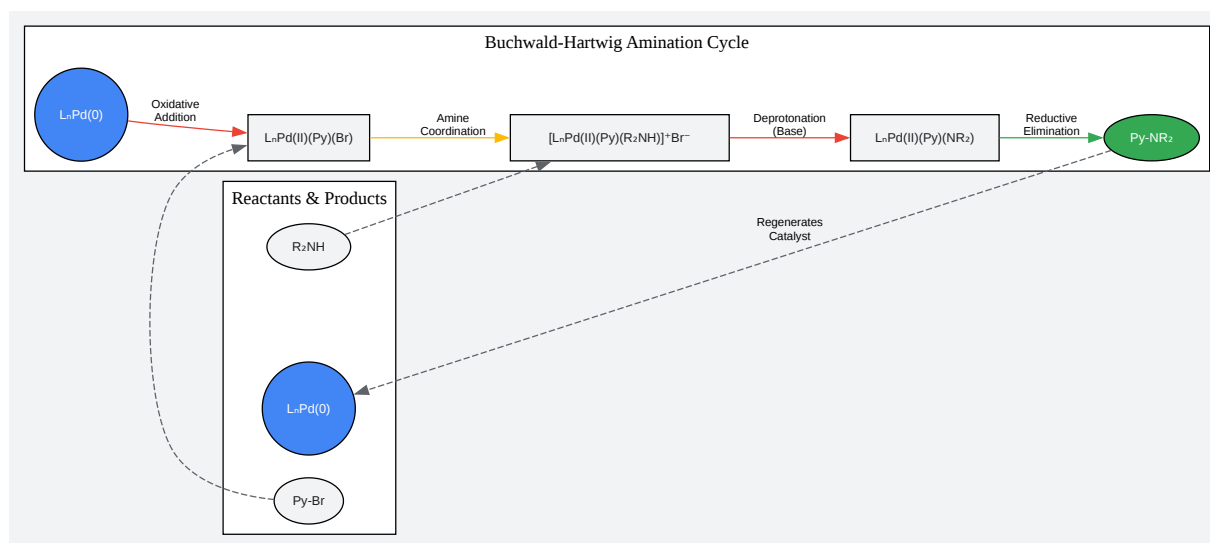 Buchwald-Hartwig Amination Cycle
LₙPd(0)
Oxidative
Addition
LₙPd(II)(Py)(Br)
Amine
Coordination
[LₙPd(II)(Py)(R₂NH)]⁺Br⁻
Deprotonation
(Base)
LₙPd(II)(Py)(NR₂)
Reductive
Elimination
Py-NR₂
Reactants & Products
R₂NH
Regenerates
Catalyst
LₙPd(0)
Py-Br